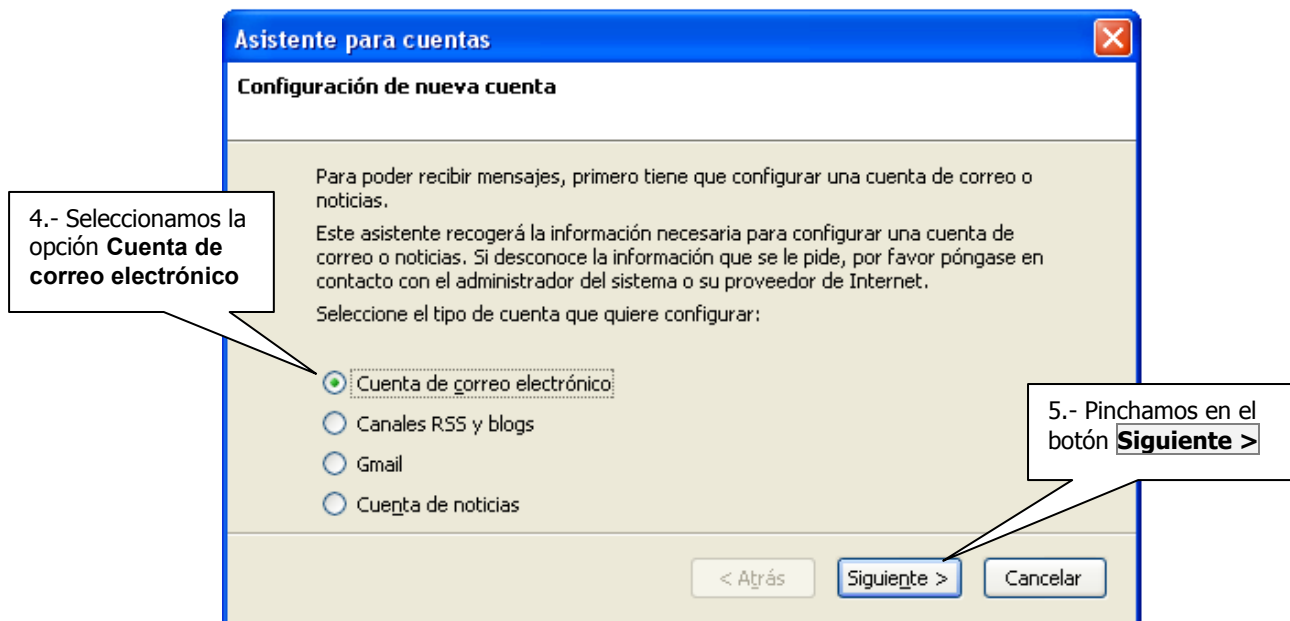 Asistente para cuentas
Configuración de nueva cuenta
Para poder recibir mensajes, primero tiene que configurar una cuenta de correo o
noticias.
Este asistente recogerá la información necesaria para configurar una cuenta de
correo o noticias. Si desconoce la información que se le pide, por favor póngase en
contacto con el administrador del sistema o su proveedor de Internet.
Seleccione el tipo de cuenta que quiere configurar:
4.- Seleccionamos la
opción Cuenta de
correo electrónico
Cuenta de correo electrónico
Canales RSS y blogs
Gmail
Cuenta de noticias
5.- Pinchamos en el
botón Siguiente >
< Atrás
Siguiente >
Cancelar